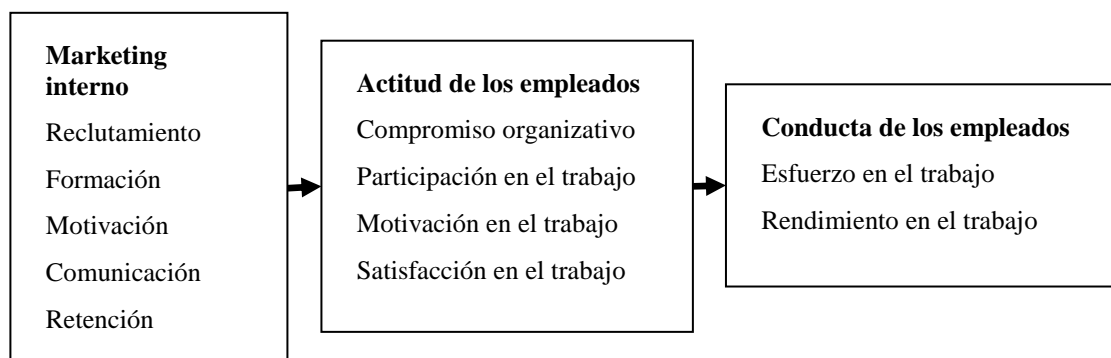 Marketing
interno
Reclutamiento
Formación
Motivación
Comunicación
Retención
Actitud de los empleados
Compromiso organizativo
Participación en el trabajo
Motivación en el trabajo
Satisfacción en el trabajo
Conducta de los empleados
Esfuerzo en el trabajo
Rendimiento en el trabajo